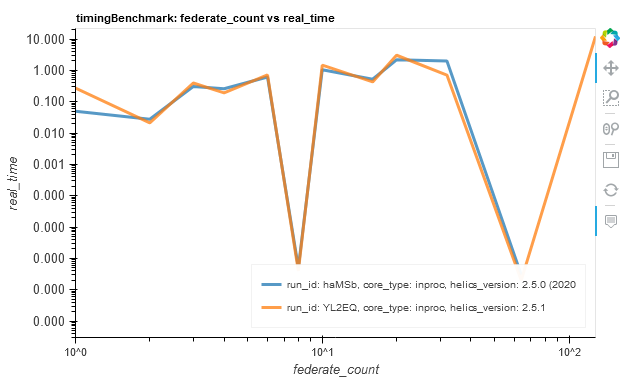 timingBenchmark: federate_count vs real_time
10.000
1.000
0.100
0.010
0.001
0.000
0.000
0.000
0.000
0.000
real_time
run_id: haMSb, core_type: inproc, helics_version: 2.5.0 (2020
run_id: YL2EQ, core_type: inproc, helics_version: 2.5.1
10^0 10^1 10^2
federate_count